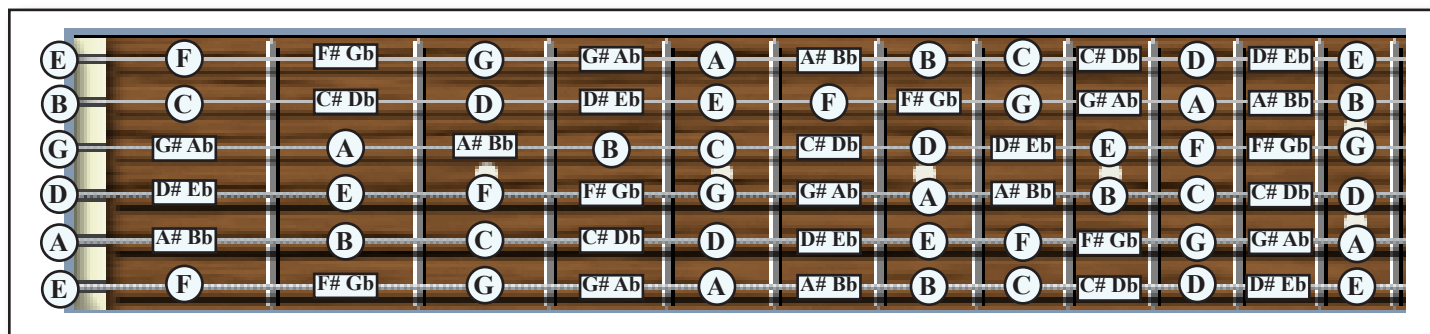 E F F# Gb G G# Ab A A# Bb B C C# Db D D# Eb E
B C C# Db D D# Eb E F F# Gb G G# Ab A A# Bb B
G G# Ab A A# Bb B C C# Db D D# Eb E F F# Gb G
D D# Eb E F F# Gb G G# Ab A A# Bb B C C# Db D
A A# Bb B C C# Db D D# Eb E F F# Gb G G# Ab A
E F F# Gb G G# Ab A A# Bb B C C# Db D D# Eb E